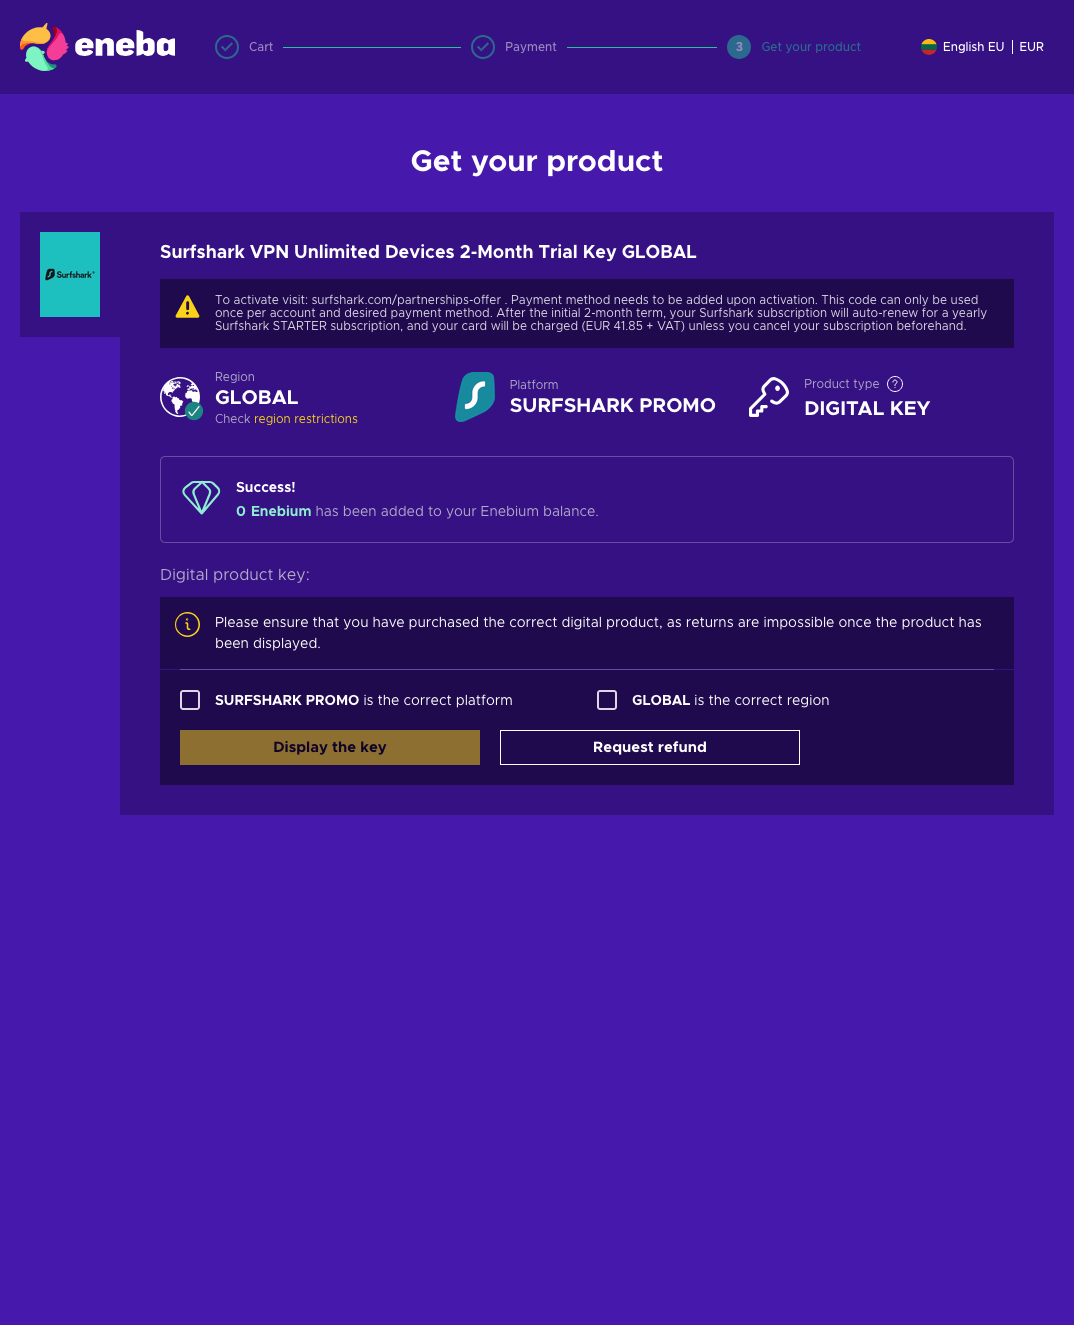 eneba
Cart
Payment
3
Get your product
English EU | EUR
Get your product
Surfshark
Surfshark VPN Unlimited Devices 2-Month Trial Key GLOBAL
To activate visit: surfshark.com/partnerships-offer . Payment method needs to be added upon activation. This code can only be used
once per account and desired payment method. After the initial 2-month term, your Surfshark subscription will auto-renew for a yearly
Surfshark STARTER subscription, and your card will be charged (EUR 41.85 + VAT) unless you cancel your subscription beforehand.
Region
GLOBAL
Check region restrictions
Platform
SURFSHARK PROMO
Product type ?
DIGITAL KEY
Success!
0 Enebium has been added to your Enebium balance.
Digital product key:
Please ensure that you have purchased the correct digital product, as returns are impossible once the product has
been displayed.
SURFSHARK PROMO is the correct platform
GLOBAL is the correct region
Display the key
Request refund